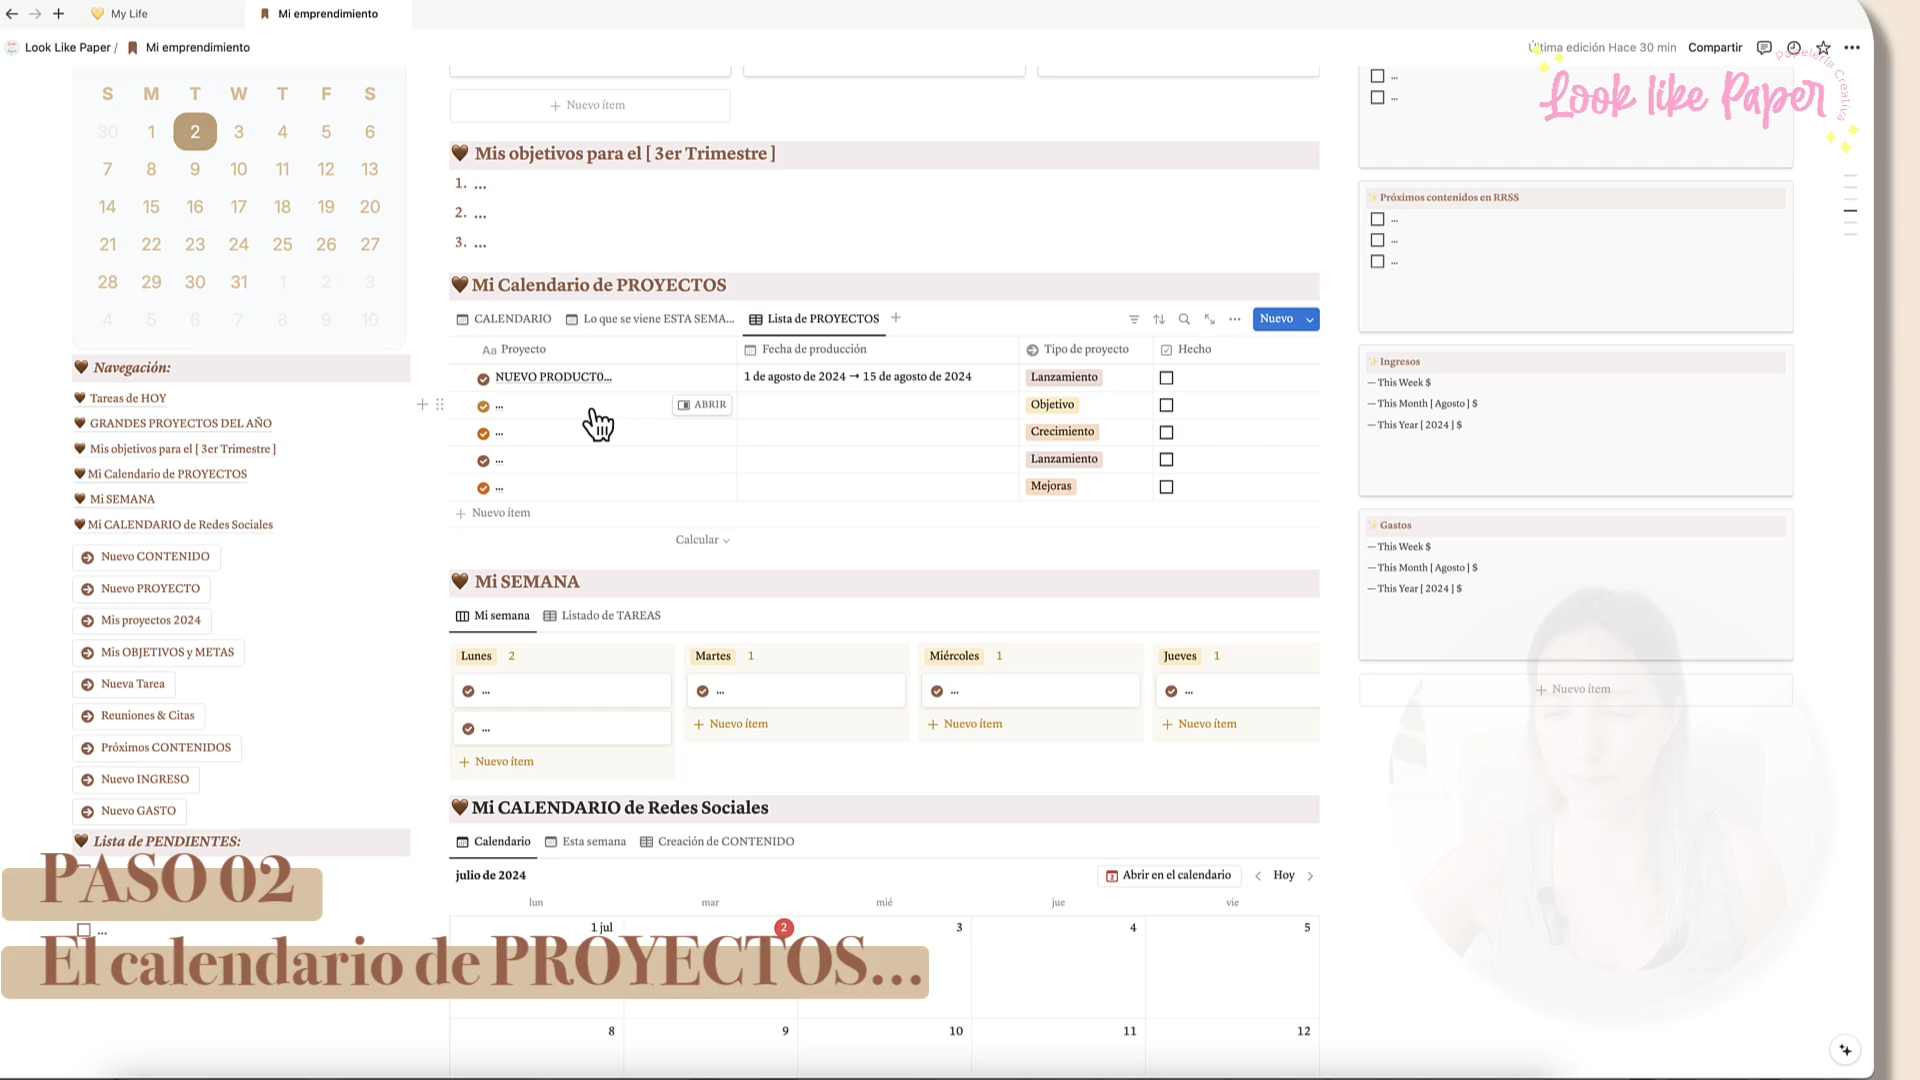 My Life
Mi emprendimiento
Look Like Paper / Mi emprendimiento
Última edición Hace 30 min Compartir
Look like Paper
Papelería Creativa
S M T W T F S
30 1 2 3 4 5 6
7 8 9 10 11 12 13
14 15 16 17 18 19 20
21 22 23 24 25 26 27
28 29 30 31 1 2 3
4 5 6 7 8 9 10
Navegación:
Tareas de HOY
GRANDES PROYECTOS DEL AÑO
Mis objetivos para el [ 3er Trimestre ]
Mi Calendario de PROYECTOS
Mi SEMANA
Mi CALENDARIO de Redes Sociales
Nuevo CONTENIDO
Nuevo PROYECTO
Mis proyectos 2024
Mis OBJETIVOS y METAS
Nueva Tarea
Reuniones & Citas
Próximos CONTENIDOS
Nuevo INGRESO
Nuevo GASTO
Lista de PENDIENTES:
...
PASO 02
El calendario de PROYECTOS...
+ Nuevo ítem
Mis objetivos para el [ 3er Trimestre ]
1. ...
2. ...
3. ...
Mi Calendario de PROYECTOS
CALENDARIO Lo que se viene ESTA SEMA... Lista de PROYECTOS +
Nuevo
Aa Proyecto Fecha de producción Tipo de proyecto Hecho
NUEVO PRODUCTO... 1 de agosto de 2024 → 15 de agosto de 2024 Lanzamiento
... ABRIR Objetivo
... Crecimiento
... Lanzamiento
... Mejoras
+ Nuevo ítem
Calcular
Mi SEMANA
Mi semana Listado de TAREAS
Lunes 2 Martes 1 Miércoles 1 Jueves 1
... ... ... ...
...
+ Nuevo ítem + Nuevo ítem + Nuevo ítem
+ Nuevo ítem
Mi CALENDARIO de Redes Sociales
Calendario Esta semana Creación de CONTENIDO
julio de 2024 Abrir en el calendario < Hoy >
lun mar mié jue vie
1 jul 2 3 4 5
8 9 10 11 12
...
...
Próximos contenidos en RRSS
...
...
...
Ingresos
— This Week $
— This Month [ Agosto ] $
— This Year [ 2024 ] $
Gastos
— This Week $
— This Month [ Agosto ] $
— This Year [ 2024 ] $
+ Nuevo ítem